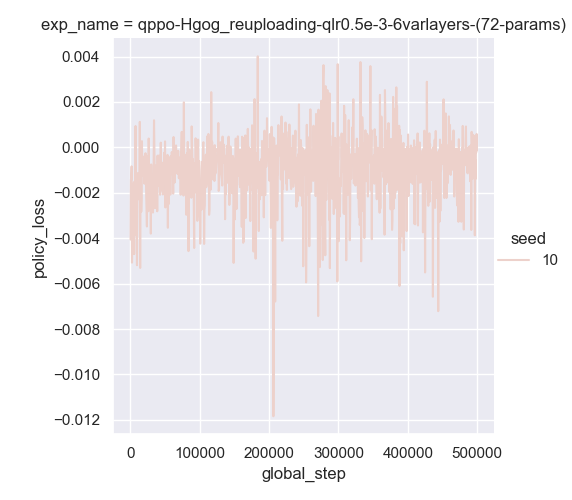 exp_name = qppo-Hgog_reuploading-qlr0.5e-3-6varlayers-(72-params)
0.004
0.002
0.000
−0.002
−0.004
−0.006
−0.008
−0.010
−0.012
policy_loss
0 100000 200000 300000 400000 500000
global_step
seed
10